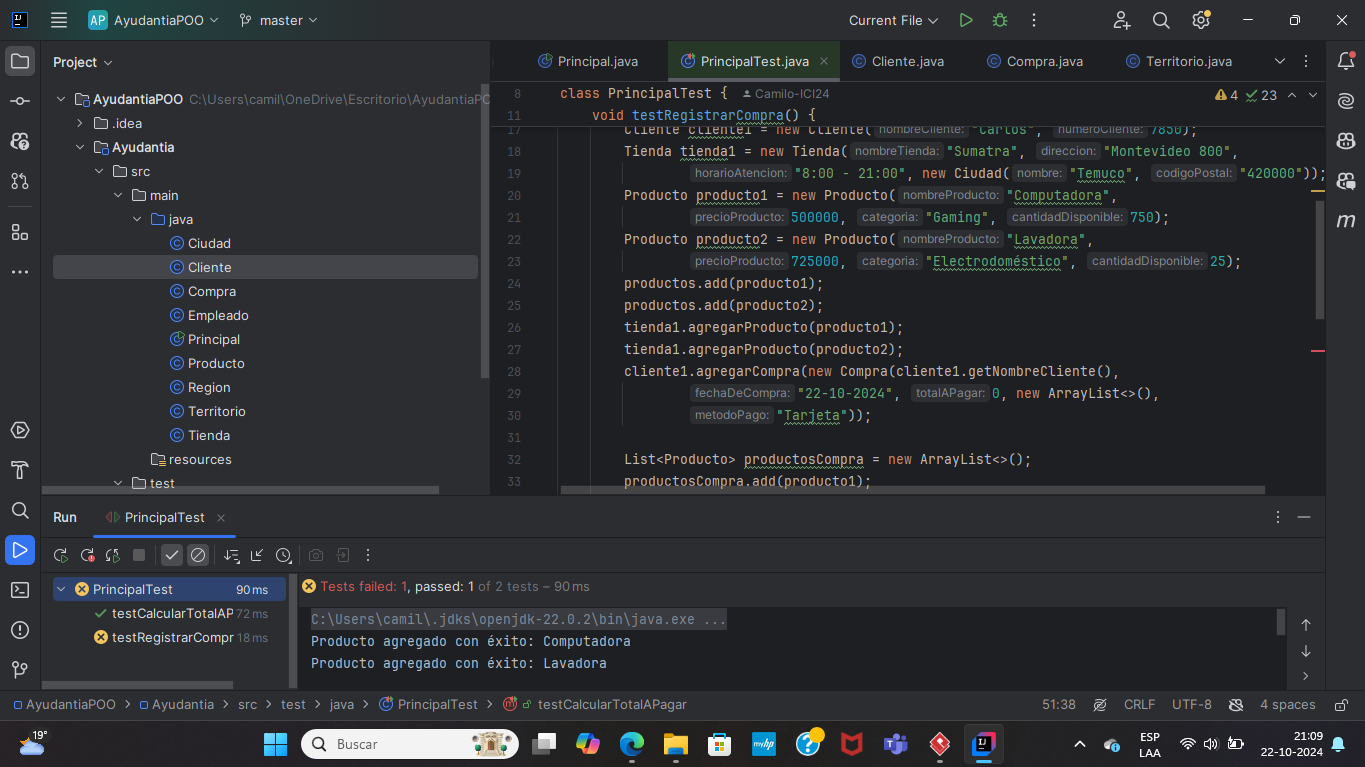 AP AyudantiaPOO master Current File
Project
Principal.java PrincipalTest.java Cliente.java Compra.java Territorio.java
AyudantiaPOO C:\Users\camil\OneDrive\Escritorio\AyudantiaPO
.idea
Ayudantia
src
main
java
Ciudad
Cliente
Compra
Empleado
Principal
Producto
Region
Territorio
Tienda
resources
test
8 class PrincipalTest { Camilo-ICI24 4 23
11 void testRegistrarCompra() {
17 Cliente cliente1 = new Cliente( nombreCliente: "Carlos", numeroCliente: 7850);
18 Tienda tienda1 = new Tienda( nombreTienda: "Sumatra", direccion: "Montevideo 800",
19 horarioAtencion: "8:00 - 21:00", new Ciudad( nombre: "Temuco", codigoPostal: "420000"));
20 Producto producto1 = new Producto( nombreProducto: "Computadora",
21 precioProducto: 500000, categoria: "Gaming", cantidadDisponible: 750);
22 Producto producto2 = new Producto( nombreProducto: "Lavadora",
23 precioProducto: 725000, categoria: "Electrodoméstico", cantidadDisponible: 25);
24 productos.add(producto1);
25 productos.add(producto2);
26 tienda1.agregarProducto(producto1);
27 tienda1.agregarProducto(producto2);
28 cliente1.agregarCompra(new Compra(cliente1.getNombreCliente(),
29 fechaDeCompra: "22-10-2024", totalAPagar: 0, new ArrayList<>(),
30 metodoPago: "Tarjeta"));
31
32 List<Producto> productosCompra = new ArrayList<>();
33 productosCompra.add(producto1);
Run PrincipalTest
PrincipalTest 90 ms
testCalcularTotalAP 72 ms
testRegistrarCompr 18 ms
Tests failed: 1, passed: 1 of 2 tests – 90 ms
C:\Users\camil\.jdks\openjdk-22.0.2\bin\java.exe ...
Producto agregado con éxito: Computadora
Producto agregado con éxito: Lavadora
AyudantiaPOO > Ayudantia > src > test > java > PrincipalTest > testCalcularTotalAPagar 51:38 CRLF UTF-8 4 spaces
19°
Buscar
ESP
LAA
21:09
22-10-2024